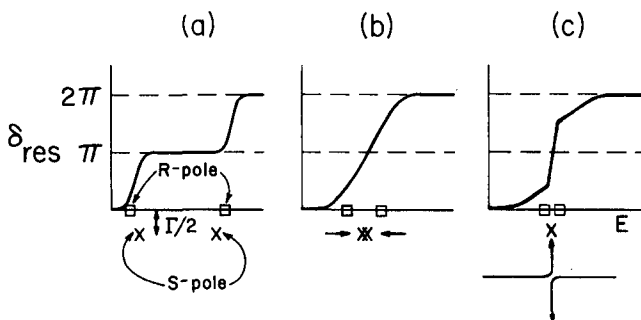 (a) (b) (c)
2π
δres π
R-pole
Γ/2
S-pole
E